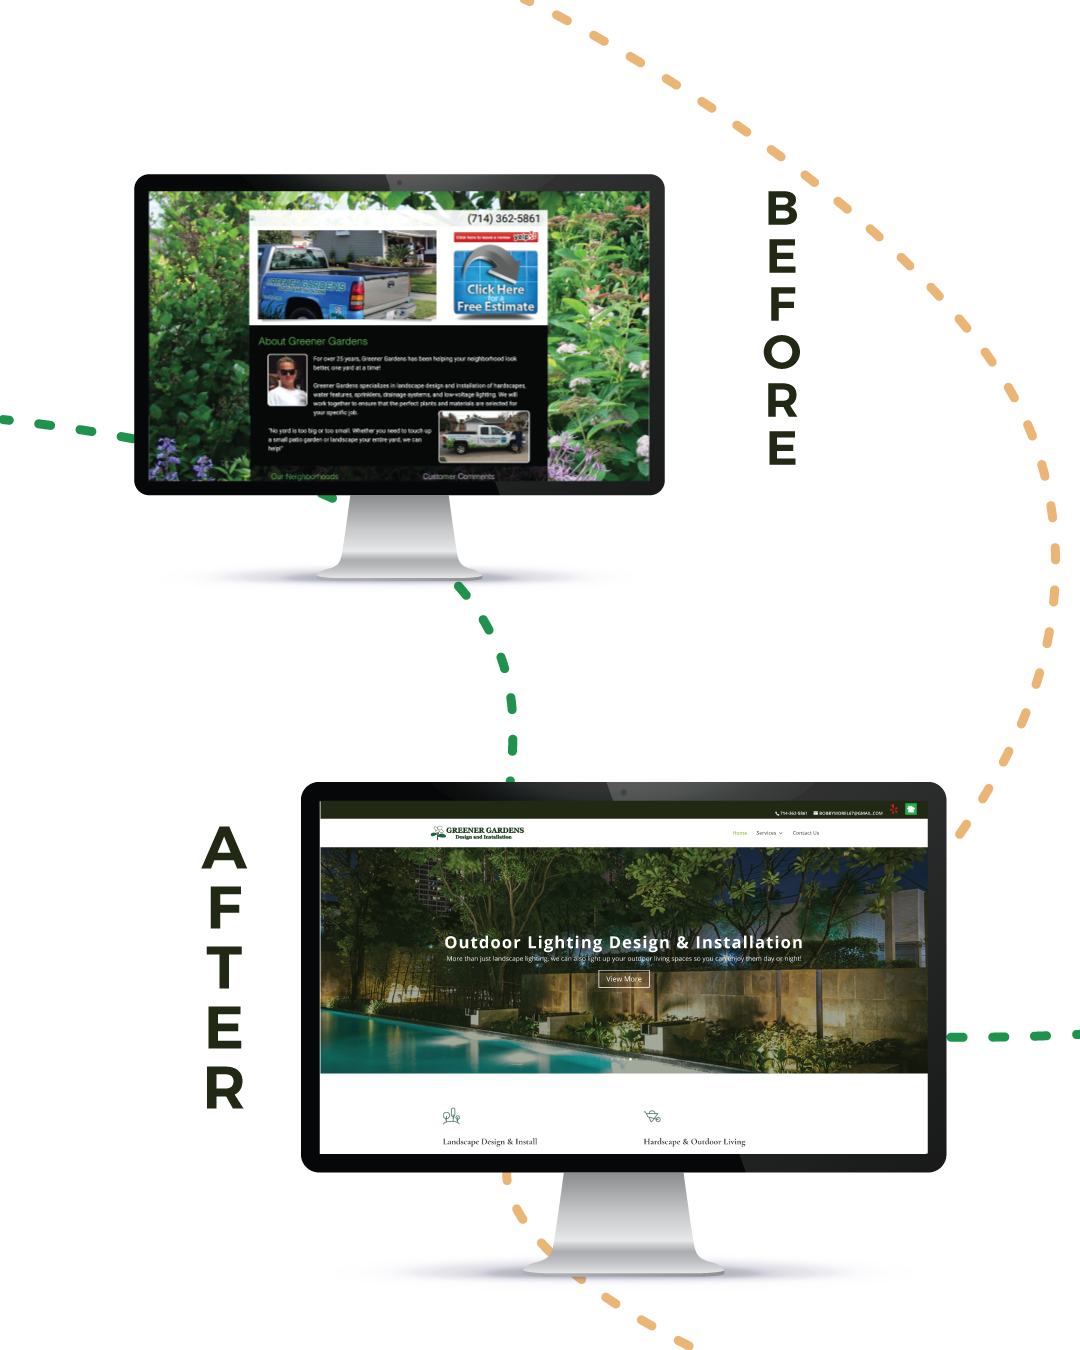 BEFORE
(714) 362-5861
Click here to leave a review yelp
GREENER GARDENS
Click Here
for a
Free Estimate
About Greener Gardens
For over 25 years, Greener Gardens has been helping your neighborhood look
better, one yard at a time!
Greener Gardens specializes in landscape design and installation of hardscapes,
water features, sprinklers, drainage systems, and low-voltage lighting. We will
work together to ensure that the perfect plants and materials are selected for
your specific job.
"No yard is too big or too small. Whether you need to touch up
a small patio garden or landscape your entire yard, we can
help!"
Our Neighborhoods
Customer Comments
AFTER
714-362-5861
GREENER GARDENS
Design and Installation
Home
Services
Contact Us
Outdoor Lighting Design & Installation
More than just landscape lighting, we can also light up your outdoor living spaces so you can enjoy them day or night!
View More
Landscape Design & Install
Hardscape & Outdoor Living